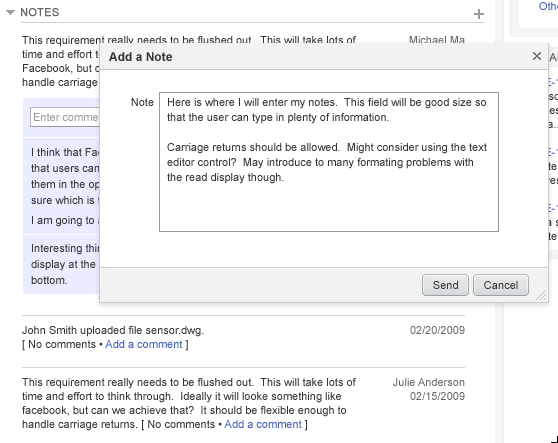 NOTES
Othe
This requirement really needs to be flushed out. This will take lots of
Michael Ma
time and effort t
Facebook, but c
handle carriage
Add a Note
Note
Here is where I will enter my notes. This field will be good size so
that the user can type in plenty of information.
Carriage returns should be allowed. Might consider using the text
editor control? May introduce to many formating problems with
the read display though.
Send
Cancel
Enter comme
I think that Fac
that users can
them in the op
sure which is
I am going to
Interesting thin
display at the
bottom.
John Smith uploaded file sensor.dwg.
02/20/2009
[ No comments • Add a comment ]
This requirement really needs to be flushed out. This will take lots of
Julie Anderson
time and effort to think through. Ideally it will looke something like
02/15/2009
facebook, but can we achieve that? It should be flexible enough to
handle carriage returns. [ No comments • Add a comment ]